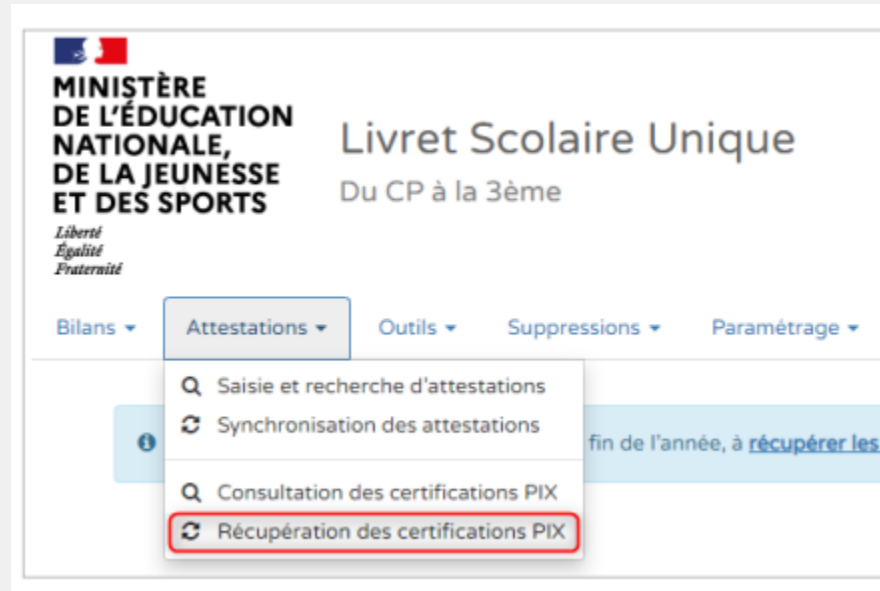 MINISTÈRE
DE L'ÉDUCATION
NATIONALE,
DE LA JEUNESSE
ET DES SPORTS
Liberté
Égalité
Fraternité
Livret Scolaire Unique
Du CP à la 3ème
Bilans
Attestations
Outils
Suppressions
Paramétrage
Saisie et recherche d'attestations
Synchronisation des attestations
fin de l'année, à récupérer les
Consultation des certifications PIX
Récupération des certifications PIX